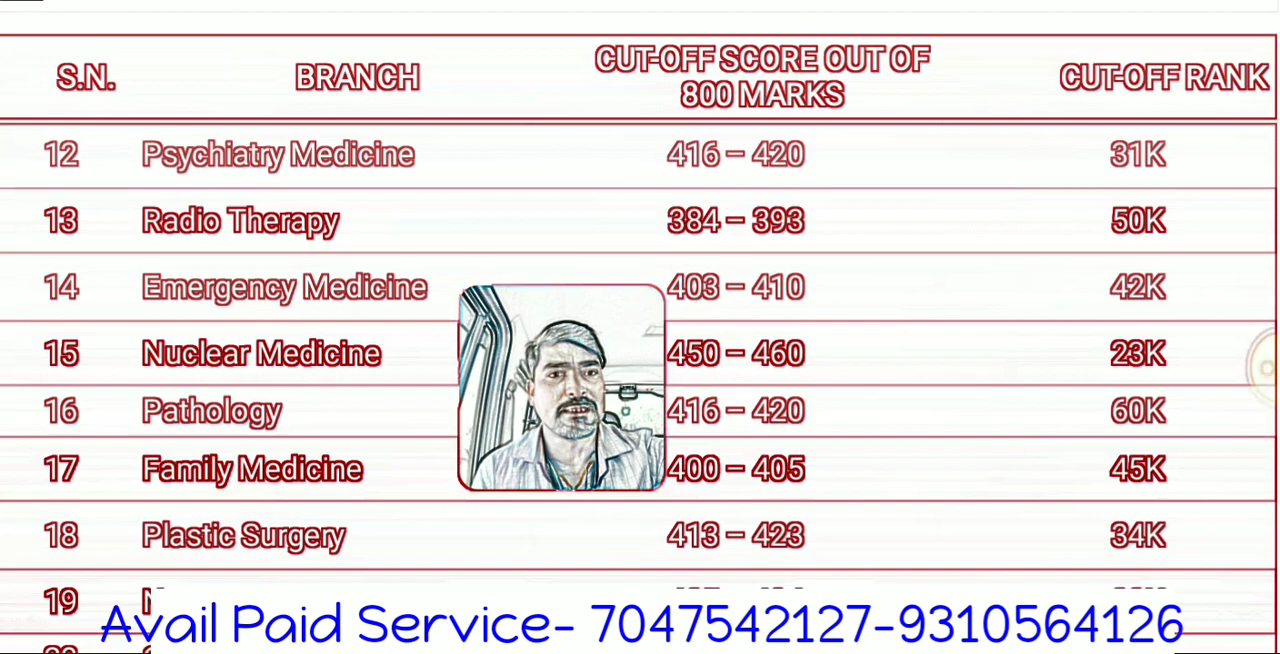 S.N. BRANCH CUT-OFF SCORE OUT OF 800 MARKS CUT-OFF RANK
12 Psychiatry Medicine 416 – 420 31K
13 Radio Therapy 384 – 393 50K
14 Emergency Medicine 403 – 410 42K
15 Nuclear Medicine 450 – 460 23K
16 Pathology 416 – 420 60K
17 Family Medicine 400 – 405 45K
18 Plastic Surgery 413 – 423 34K
19
Avail Paid Service- 7047542127-9310564126